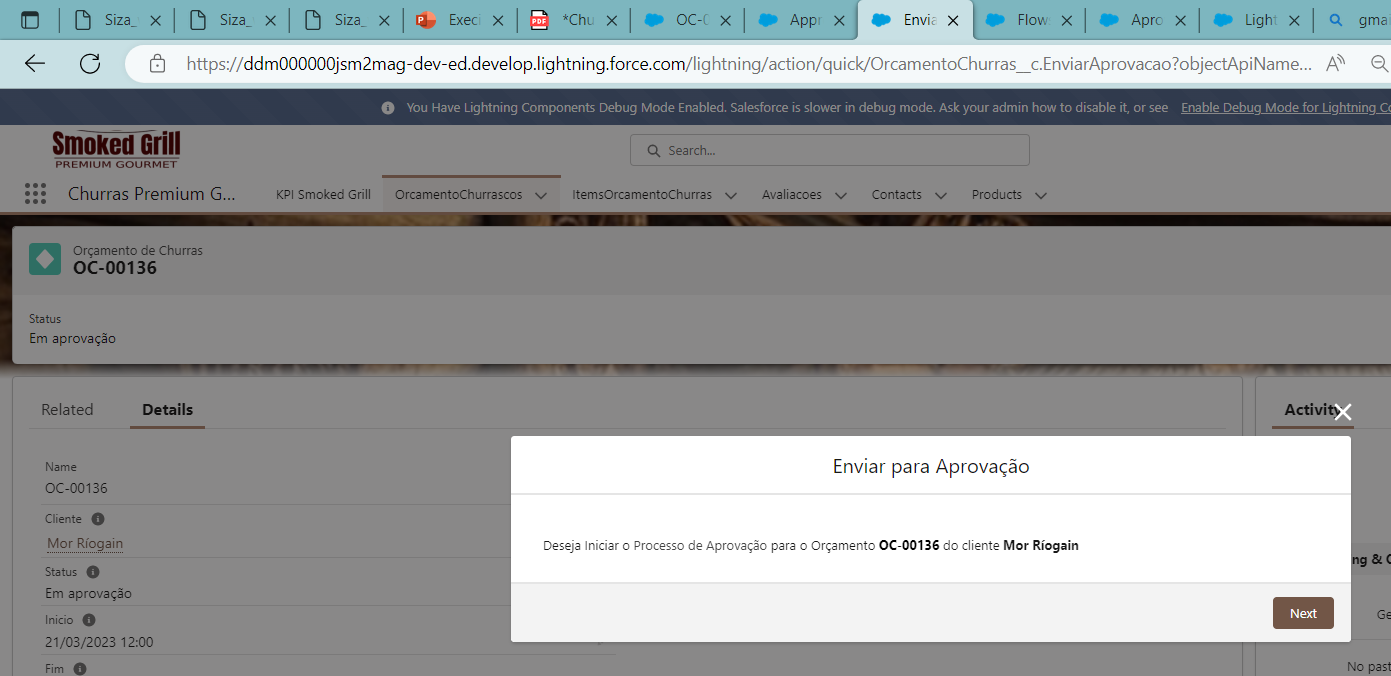 Siza_
Siza_
Siza_
Execi
*Chu
OC-0
Appr
Envia
Flow
Apro
Light
gmai
https://ddm000000jsm2mag-dev-ed.develop.lightning.force.com/lightning/action/quick/OrcamentoChurras__c.EnviarAprovacao?objectApiName...
You Have Lightning Components Debug Mode Enabled. Salesforce is slower in debug mode. Ask your admin how to disable it, or see Enable Debug Mode for Lightning Co
Smoked Grill
PREMIUM GOURMET
Search...
Churras Premium G...
KPI Smoked Grill
OrcamentoChurrascos
ItemsOrcamentoChurras
Avaliacoes
Contacts
Products
Orçamento de Churras
OC-00136
Status
Em aprovação
Related
Details
Activity
Name
OC-00136
Cliente
Mor Ríogain
Status
Em aprovação
Inicio
21/03/2023 12:00
Fim
Enviar para Aprovação
Deseja Iniciar o Processo de Aprovação para o Orçamento OC-00136 do cliente Mor Ríogain
Next
ng & O
Ge
No past